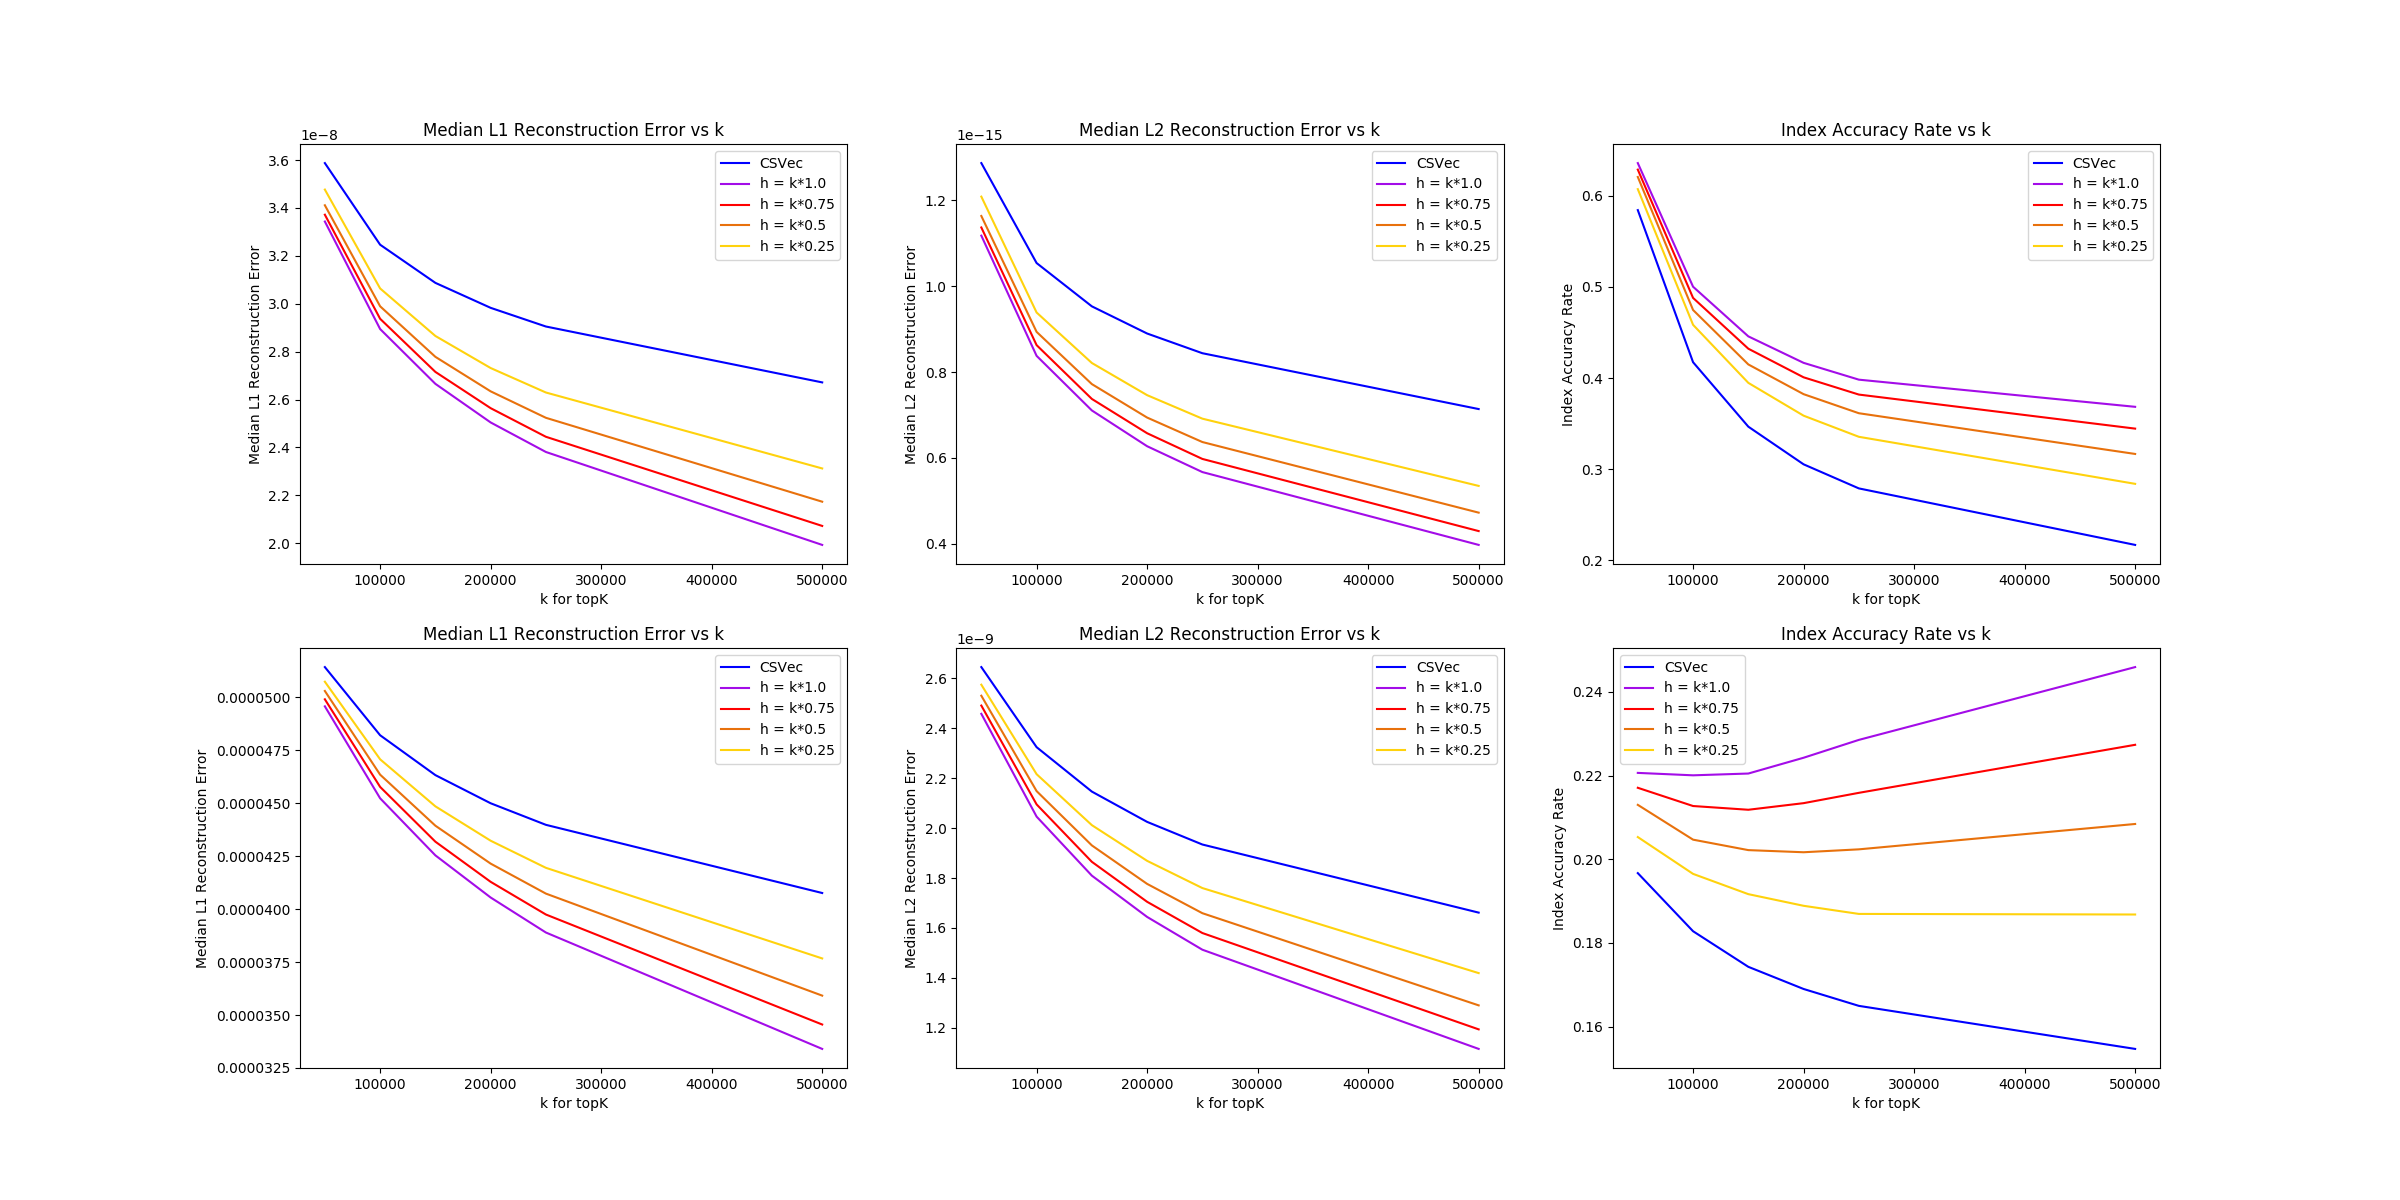 Median L1 Reconstruction Error vs k
1e−8
Median L1 Reconstruction Error
3.6
3.4
3.2
3.0
2.8
2.6
2.4
2.2
2.0
CSVec
h = k*1.0
h = k*0.75
h = k*0.5
h = k*0.25
100000 200000 300000 400000 500000
k for topK
Median L2 Reconstruction Error vs k
1e−15
Median L2 Reconstruction Error
1.2
1.0
0.8
0.6
0.4
CSVec
h = k*1.0
h = k*0.75
h = k*0.5
h = k*0.25
100000 200000 300000 400000 500000
k for topK
Index Accuracy Rate vs k
Index Accuracy Rate
0.6
0.5
0.4
0.3
0.2
CSVec
h = k*1.0
h = k*0.75
h = k*0.5
h = k*0.25
100000 200000 300000 400000 500000
k for topK
Median L1 Reconstruction Error vs k
Median L1 Reconstruction Error
0.0000500
0.0000475
0.0000450
0.0000425
0.0000400
0.0000375
0.0000350
0.0000325
CSVec
h = k*1.0
h = k*0.75
h = k*0.5
h = k*0.25
100000 200000 300000 400000 500000
k for topK
Median L2 Reconstruction Error vs k
1e−9
Median L2 Reconstruction Error
2.6
2.4
2.2
2.0
1.8
1.6
1.4
1.2
CSVec
h = k*1.0
h = k*0.75
h = k*0.5
h = k*0.25
100000 200000 300000 400000 500000
k for topK
Index Accuracy Rate vs k
Index Accuracy Rate
0.24
0.22
0.20
0.18
0.16
CSVec
h = k*1.0
h = k*0.75
h = k*0.5
h = k*0.25
100000 200000 300000 400000 500000
k for topK